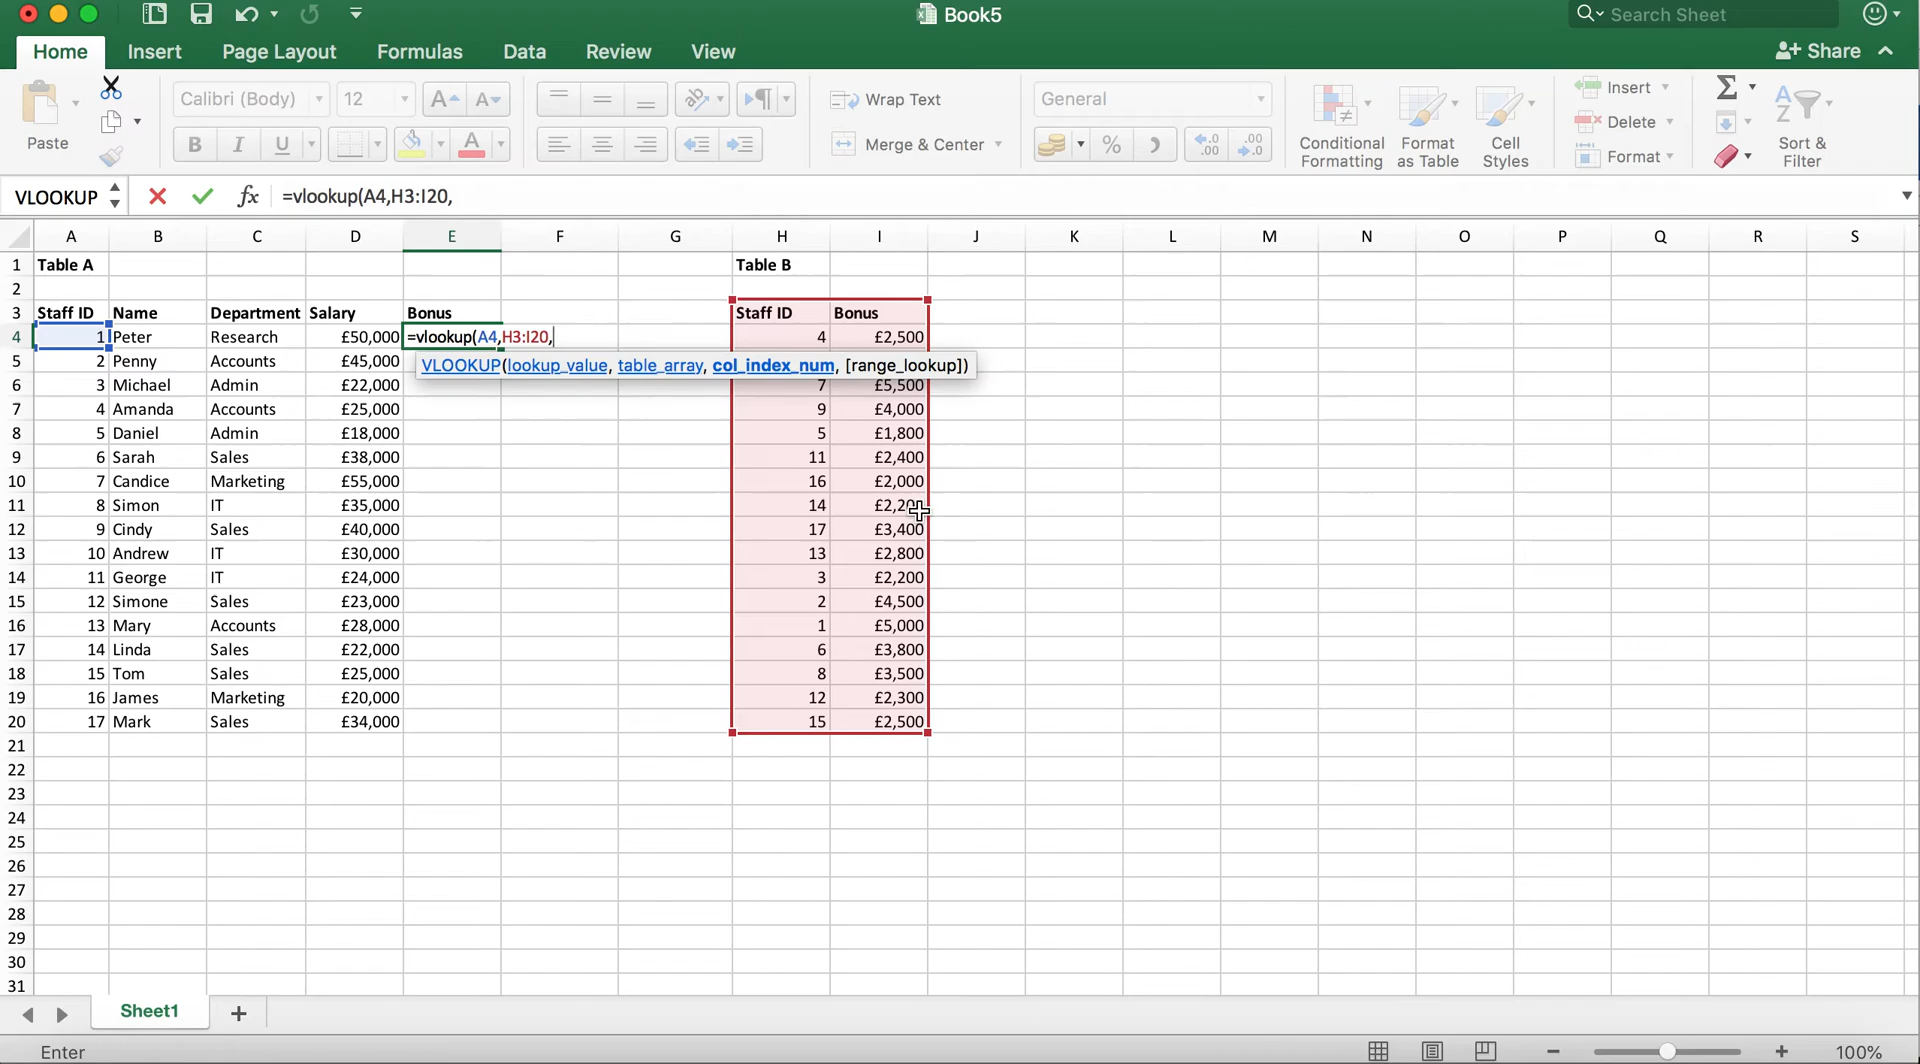 Book5
Search Sheet
Home Insert Page Layout Formulas Data Review View Share
Paste
Calibri (Body) 12 A A
B I U A
ab
Wrap Text
Merge & Center
General
% .0 .00 .00 .0
Conditional Formatting
Format as Table
Cell Styles
Insert
Delete
Format
Σ
A Z
Sort & Filter
VLOOKUP fx =vlookup(A4,H3:I20,
A B C D E F G H I J K L M N O P Q R S
1 Table A Table B
2
3 Staff ID Name Department Salary Bonus Staff ID Bonus
4 1 Peter Research £50,000 =vlookup(A4,H3:I20, 4 £2,500
5 2 Penny Accounts £45,000 VLOOKUP(lookup_value, table_array, col_index_num, [range_lookup])
6 3 Michael Admin £22,000 7 £5,500
7 4 Amanda Accounts £25,000 9 £4,000
8 5 Daniel Admin £18,000 5 £1,800
9 6 Sarah Sales £38,000 11 £2,400
10 7 Candice Marketing £55,000 16 £2,000
11 8 Simon IT £35,000 14
12 9 Cindy Sales £40,000 17 £3,400
13 10 Andrew IT £30,000 13 £2,800
14 11 George IT £24,000 3 £2,200
15 12 Simone Sales £23,000 2 £4,500
16 13 Mary Accounts £28,000 1 £5,000
17 14 Linda Sales £22,000 6 £3,800
18 15 Tom Sales £25,000 8 £3,500
19 16 James Marketing £20,000 12 £2,300
20 17 Mark Sales £34,000 15 £2,500
21
22
23
24
25
26
27
28
29
30
31
Sheet1
Enter 100%